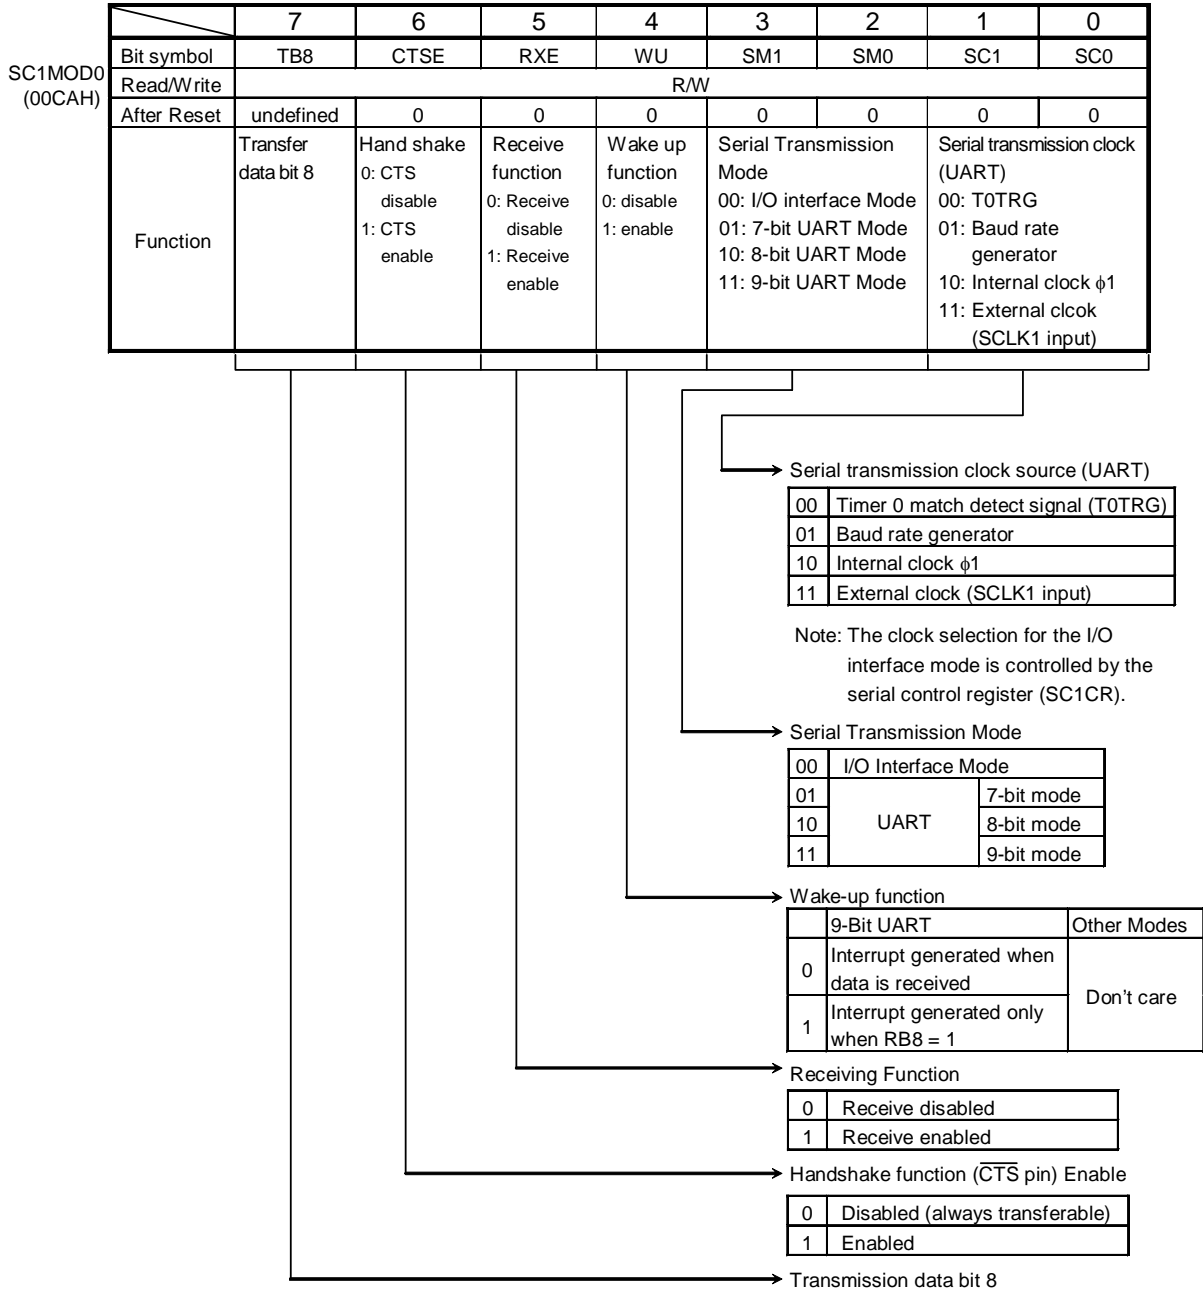 7 6 5 4 3 2 1 0
Bit symbol TB8 CTSE RXE WU SM1 SM0 SC1 SC0
SC1MOD0
(00CAH)
Read/Write R/W
After Reset undefined 0 0 0 0 0 0 0
Function
Transfer
data bit 8
Hand shake
0: CTS
disable
1: CTS
enable
Receive
function
0: Receive
disable
1: Receive
enable
Wake up
function
0: disable
1: enable
Serial Transmission
Mode
00: I/O interface Mode
01: 7-bit UART Mode
10: 8-bit UART Mode
11: 9-bit UART Mode
Serial transmission clock
(UART)
00: T0TRG
01: Baud rate
generator
10: Internal clock ϕ1
11: External clcok
(SCLK1 input)
Serial transmission clock source (UART)
00 Timer 0 match detect signal (T0TRG)
01 Baud rate generator
10 Internal clock ϕ1
11 External clock (SCLK1 input)
Note: The clock selection for the I/O
interface mode is controlled by the
serial control register (SC1CR).
Serial Transmission Mode
00 I/O Interface Mode
01 7-bit mode
10 UART 8-bit mode
11 9-bit mode
Wake-up function
9-Bit UART Other Modes
0 Interrupt generated when
data is received
Don't care
1 Interrupt generated only
when RB8 = 1
Receiving Function
0 Receive disabled
1 Receive enabled
Handshake function (C̅T̅S̅ pin) Enable
0 Disabled (always transferable)
1 Enabled
Transmission data bit 8